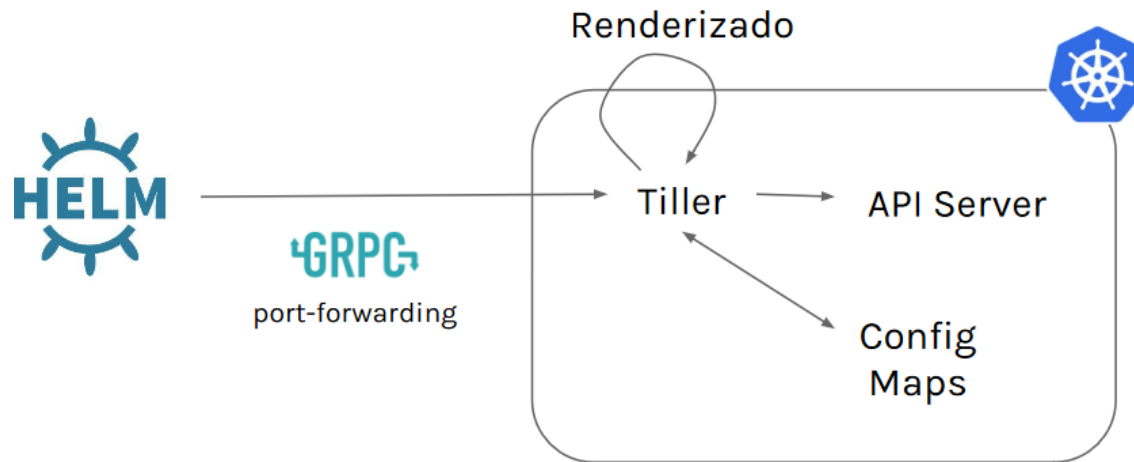 Renderizado
HELM
Tiller
API Server
GRPC
port-forwarding
Config
Maps